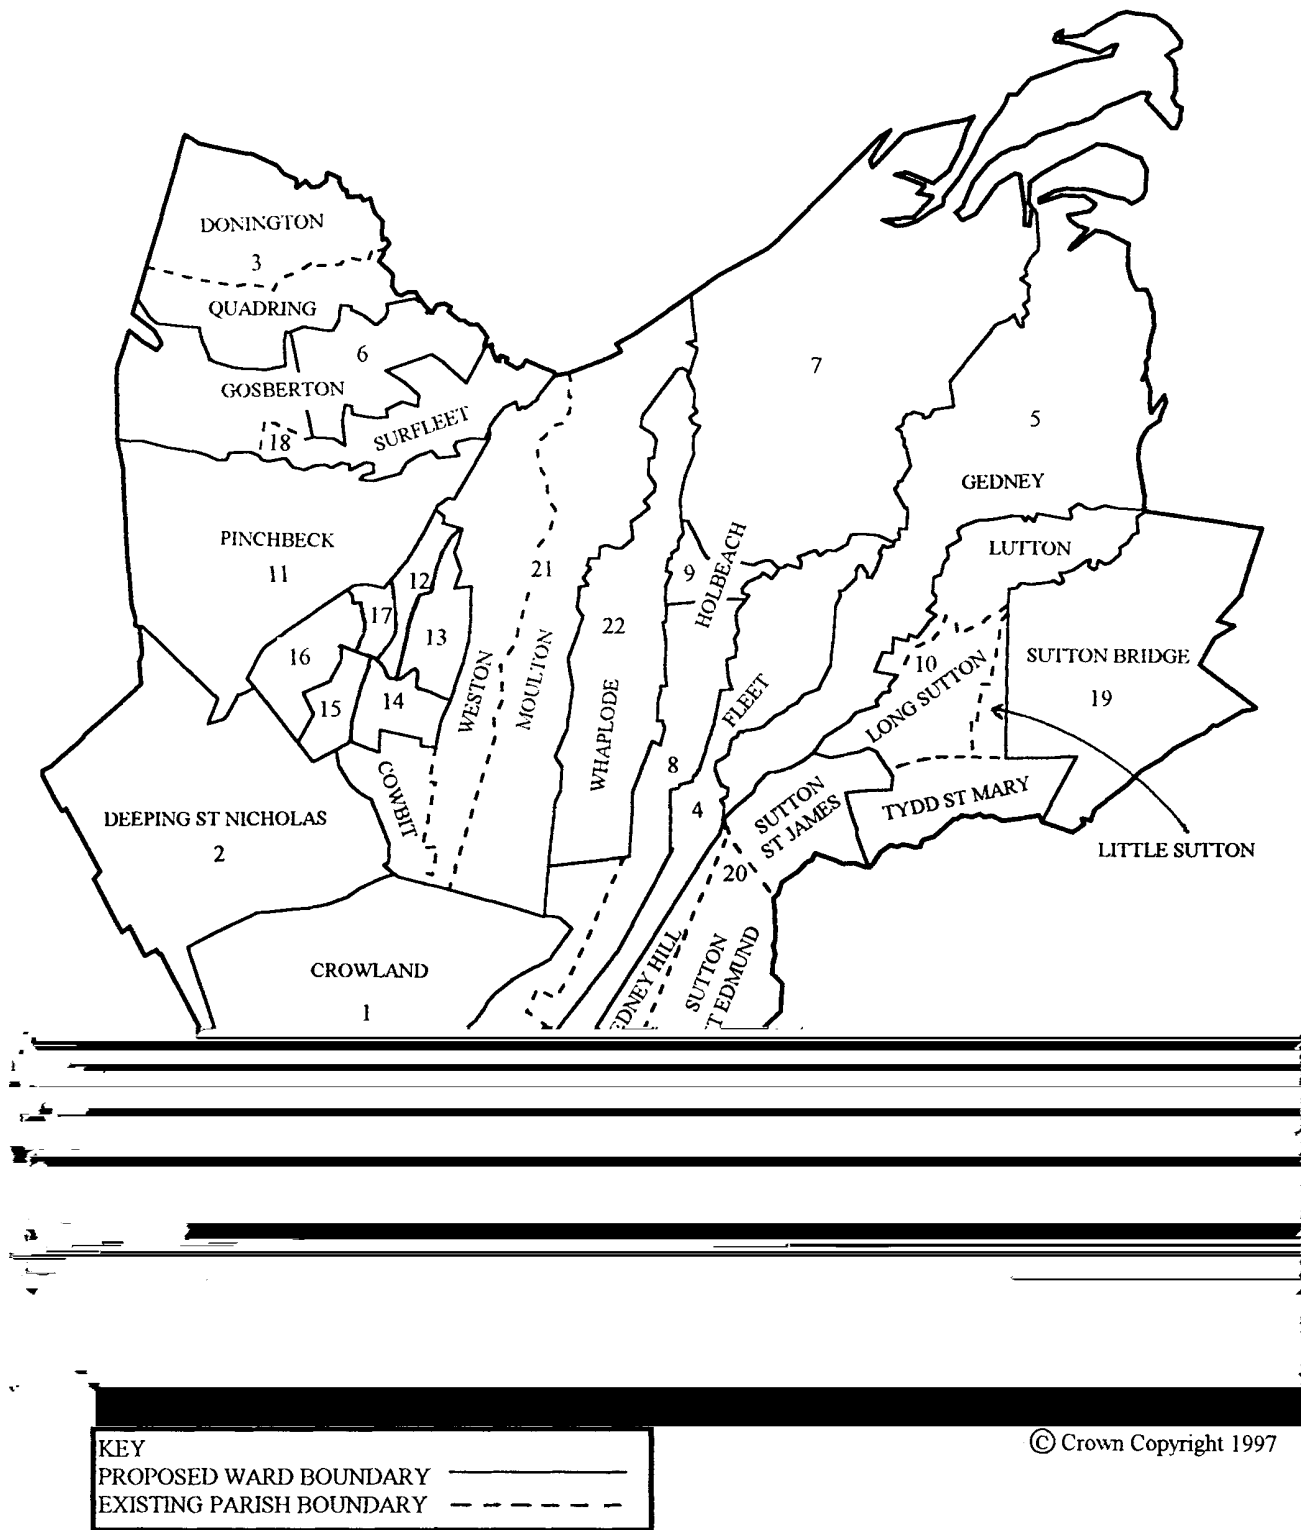 DONINGTON
3
QUADRING
6
GOSBERTON
SURFLEET
18
7
5
GEDNEY
PINCHBECK
11
LUTTON
HOLBEACH
9
12
21
17
13
22
16
WESTON
MOULTON
10
LONG SUTTON
SUTTON BRIDGE
19
15
14
WHAPLODE
FLEET
8
COWBIT
4
SUTTON
ST JAMES
TYDD ST MARY
DEEPING ST NICHOLAS
2
LITTLE SUTTON
20
CROWLAND
1
EDNEY HILL
SUTTON
T EDMUND
KEY
PROPOSED WARD BOUNDARY
EXISTING PARISH BOUNDARY
© Crown Copyright 1997